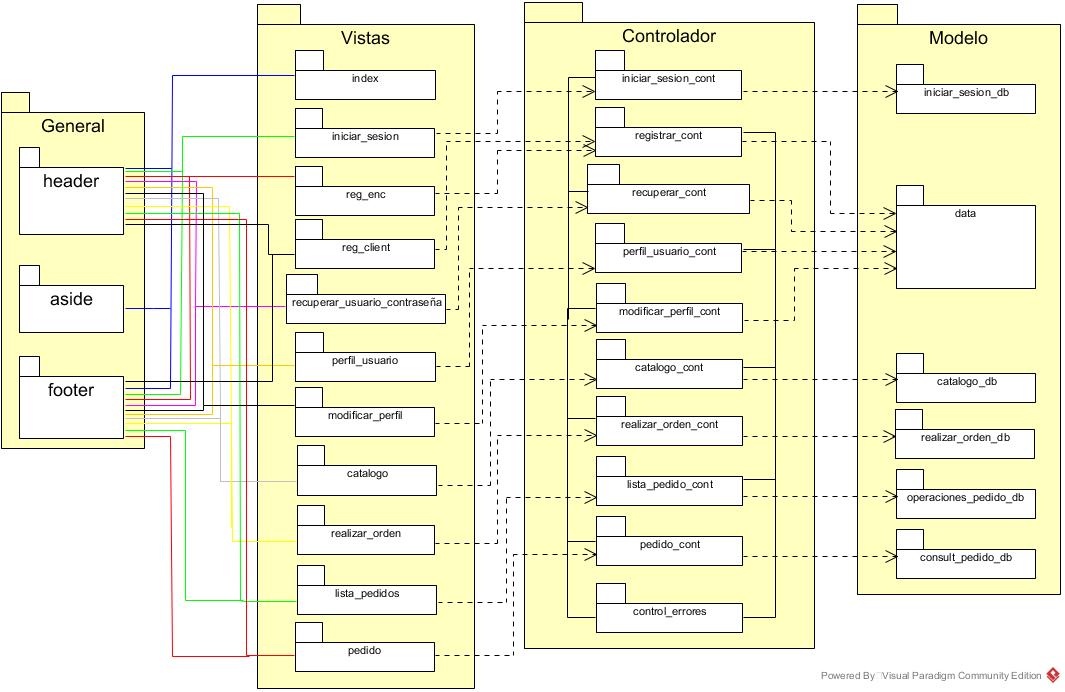 General
header
aside
footer
Vistas
index
iniciar_sesion
reg_enc
reg_client
recuperar_usuario_contraseña
perfil_usuario
modificar_perfil
catalogo
realizar_orden
lista_pedidos
pedido
Controlador
iniciar_sesion_cont
registrar_cont
recuperar_cont
perfil_usuario_cont
modificar_perfil_cont
catalogo_cont
realizar_orden_cont
lista_pedido_cont
pedido_cont
control_errores
Modelo
iniciar_sesion_db
data
catalogo_db
realizar_orden_db
operaciones_pedido_db
consult_pedido_db
Powered By Visual Paradigm Community Edition